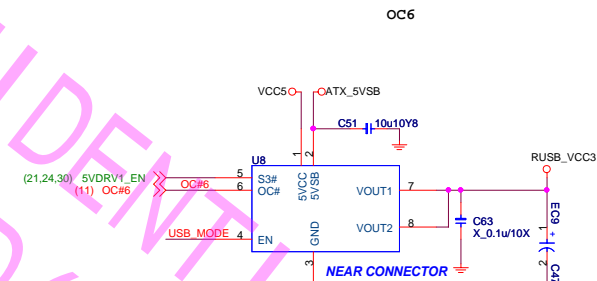 OC6
VCC5
ATX_5VSB
C51
10u10Y8
RUSB_VCC3
U8
(21,24,30) 5VDRV1_EN
(11) OC#6
OC#6
5
6
1
2
S3#
OC#
5VCC
5VSB
VOUT1
7
USB_MODE
4
EN
GND
3
VOUT2
8
C63
X_0.1u/10X
EC9
1
+
2
NEAR CONNECTOR